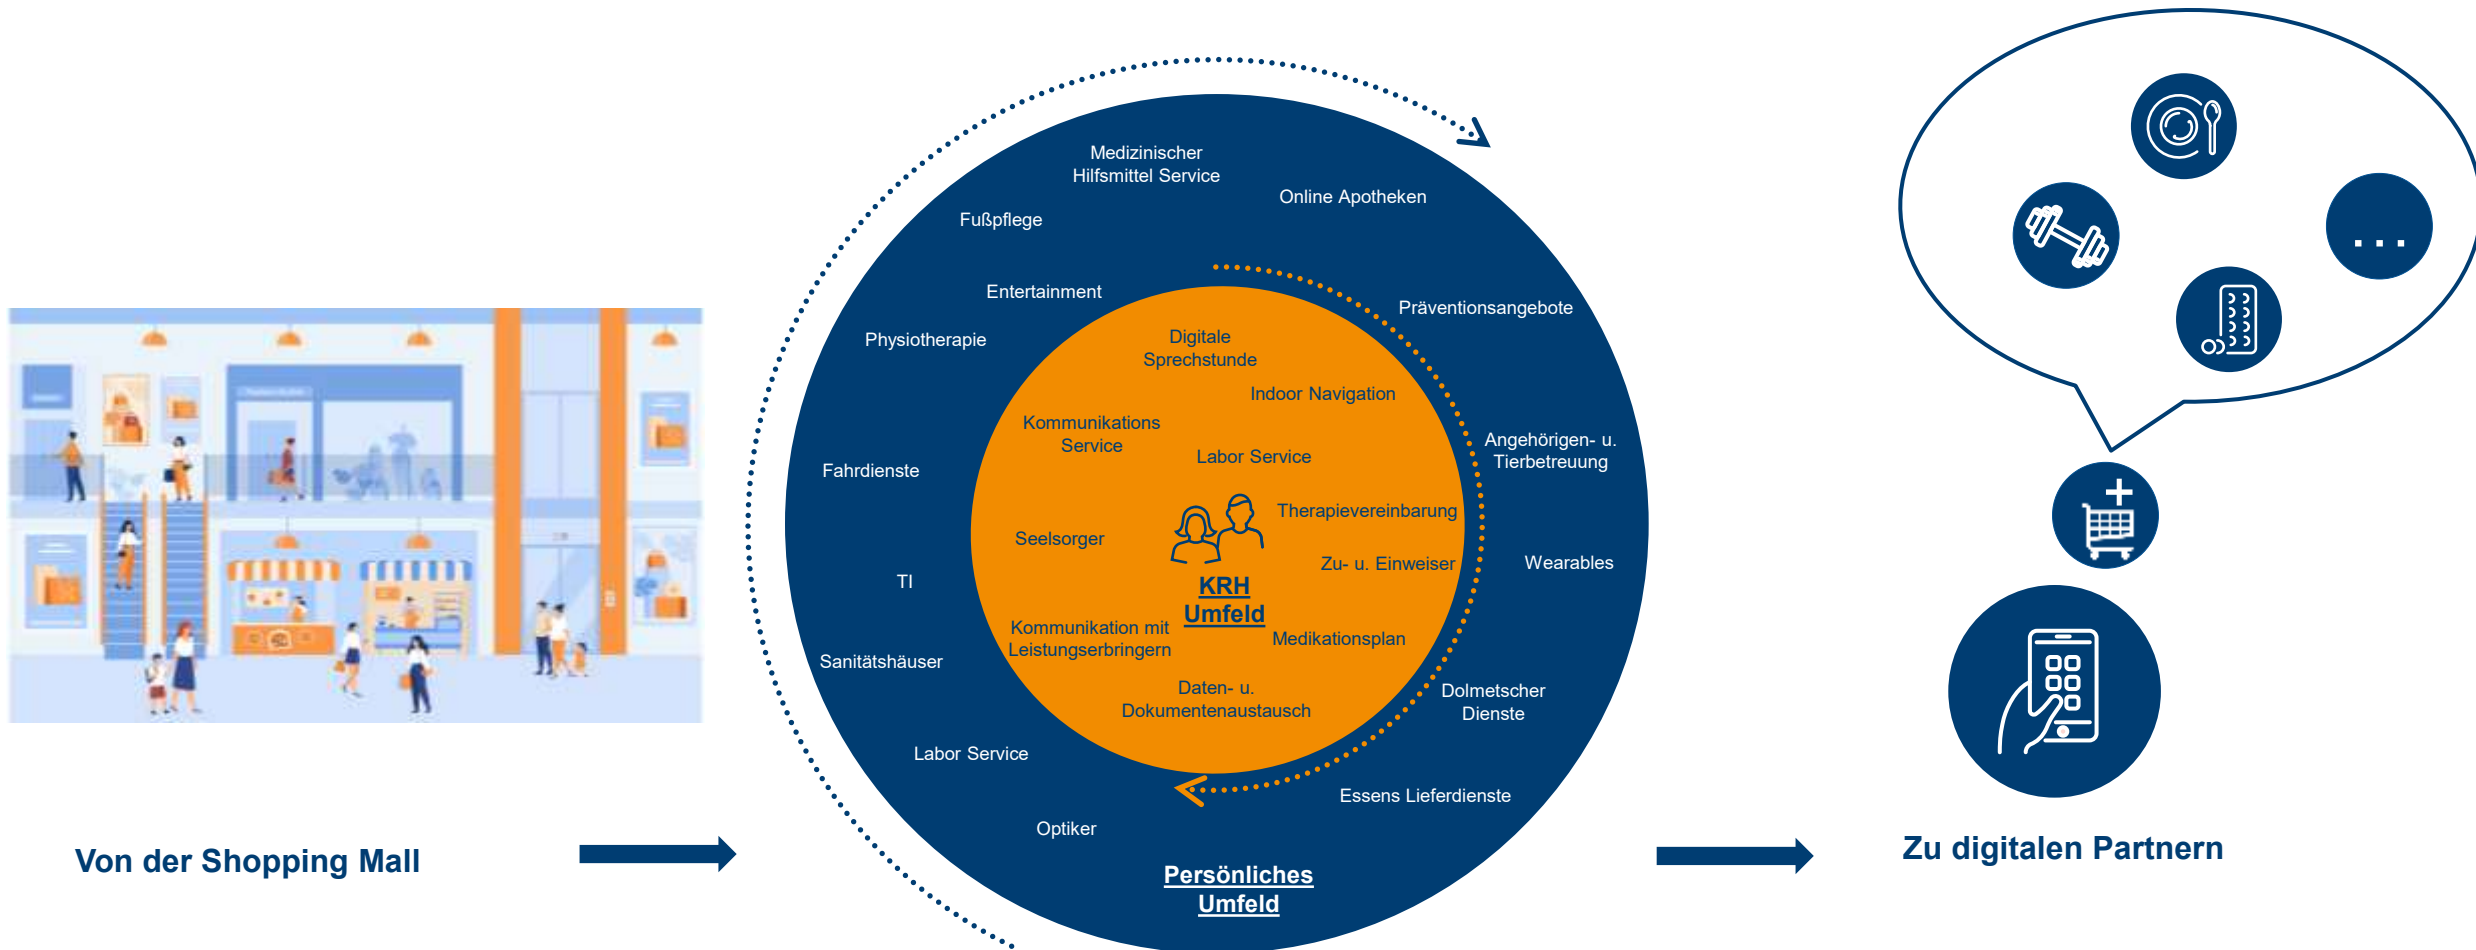 Medizinischer
Hilfsmittel Service
Online Apotheken
Fußpflege
Entertainment
Präventionsangebote
Physiotherapie
Digitale
Sprechstunde
Indoor Navigation
Kommunikations
Service
Labor Service
Angehörigen- u.
Tierbetreuung
Fahrdienste
Therapievereinbarung
Seelsorger
Zu- u. Einweiser
Wearables
TI
KRH
Umfeld
Kommunikation mit
Leistungserbringern
Medikationsplan
Sanitätshäuser
Daten- u.
Dokumentenaustausch
Dolmetscher
Dienste
Labor Service
Essens Lieferdienste
Optiker
Persönliches
Umfeld
Von der Shopping Mall
Zu digitalen Partnern
...